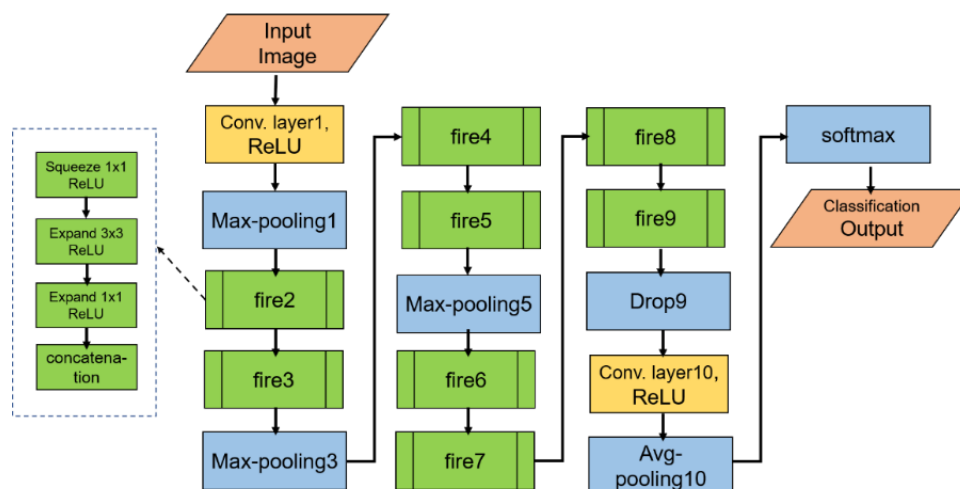 Input
Image
Conv. layer1,
ReLU
Max-pooling1
fire2
fire3
Max-pooling3
Squeeze 1x1
ReLU
Expand 3x3
ReLU
Expand 1x1
ReLU
concatena-
tion
fire4
fire5
Max-pooling5
fire6
fire7
fire8
fire9
Drop9
Conv. layer10,
ReLU
Avg-
pooling10
softmax
Classification
Output